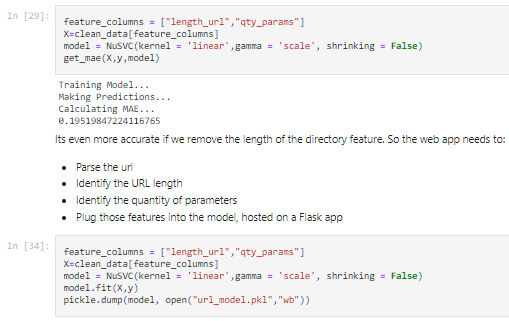 In [29]:
feature_columns = ["length_url","qty_params"]
X=clean_data[feature_columns]
model = NuSVC(kernel = 'linear',gamma = 'scale', shrinking = False)
get_mae(X,y,model)
Training Model...
Making Predictions...
Calculating MAE...
0.19519847224116765
Its even more accurate if we remove the length of the directory feature. So the web app needs to:
• Parse the url
• Identify the URL length
• Identify the quantity of parameters
• Plug those features into the model, hosted on a Flask app
In [34]:
feature_columns = ["length_url","qty_params"]
X=clean_data[feature_columns]
model = NuSVC(kernel = 'linear',gamma = 'scale', shrinking = False)
model.fit(X,y)
pickle.dump(model, open("url_model.pkl","wb"))